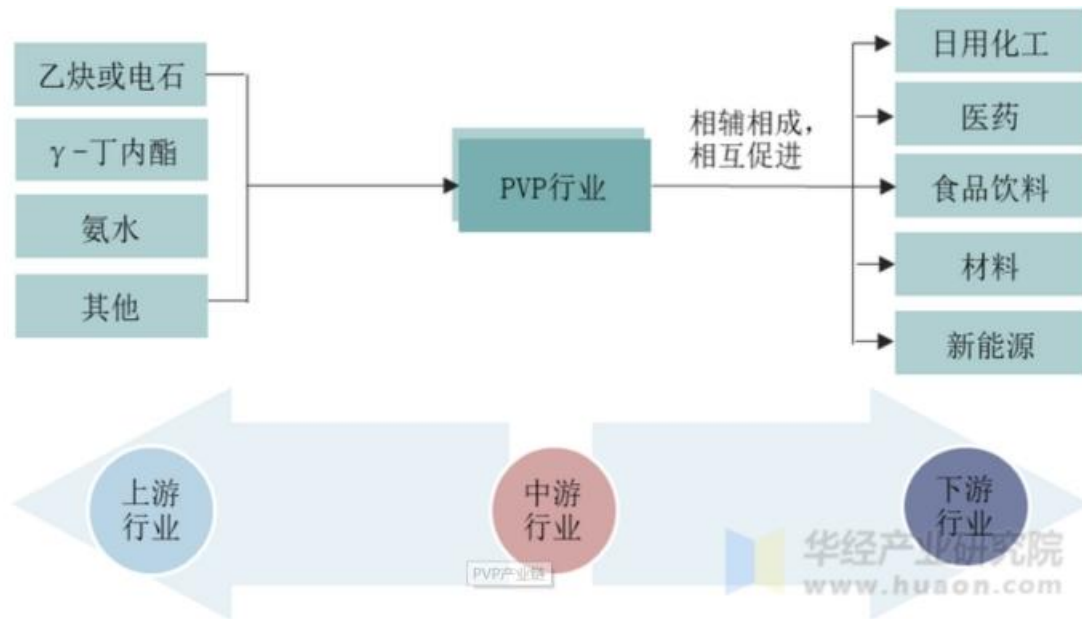 乙炔或电石
γ-丁内酯
氨水
其他
PVP行业
相辅相成，
相互促进
日用化工
医药
食品饮料
材料
新能源
上游
行业
中游
行业
下游
行业
PVP产业链
华经产业研究院
www.huaon.com